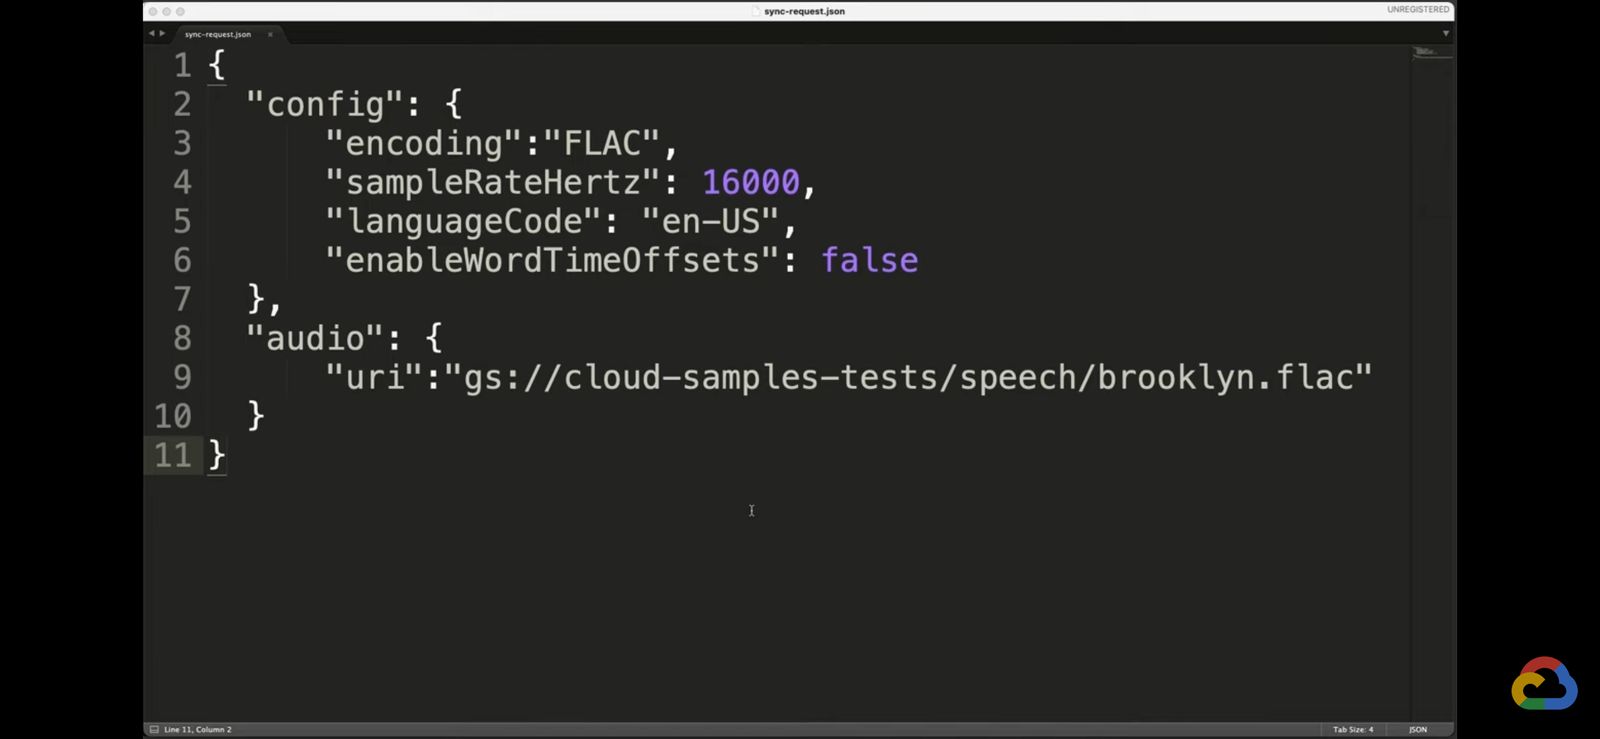 sync-request.json
UNREGISTERED
sync-request.json
1 {
2 "config": {
3 "encoding":"FLAC",
4 "sampleRateHertz": 16000,
5 "languageCode": "en-US",
6 "enableWordTimeOffsets": false
7 },
8 "audio": {
9 "uri":"gs://cloud-samples-tests/speech/brooklyn.flac"
10 }
11 }
Line 11, Column 2
Tab Size: 4
JSON